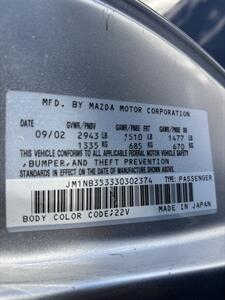 MFD. BY MAZDA MOTOR CORPORATION
GVWR/PNBV GAWR/PNBE FRT GAWR/PNBE RR
09/02 2943 LB 1510 LB 1477 LB
1335 KG 685 KG 670 KG
THIS VEHICLE CONFORMS TO ALL APPLICABLE FEDERAL MOTOR VEHICLE SAFETY
,BUMPER, AND THEFT PREVENTION
STANDARDS IN EFFECT ON THE DATE OF MANUFACTURE SHOWN ABOVE.
JM1NB353330302374 TYPE: PASSENGER
MADE IN JAPAN
BODY COLOR CODE:22V